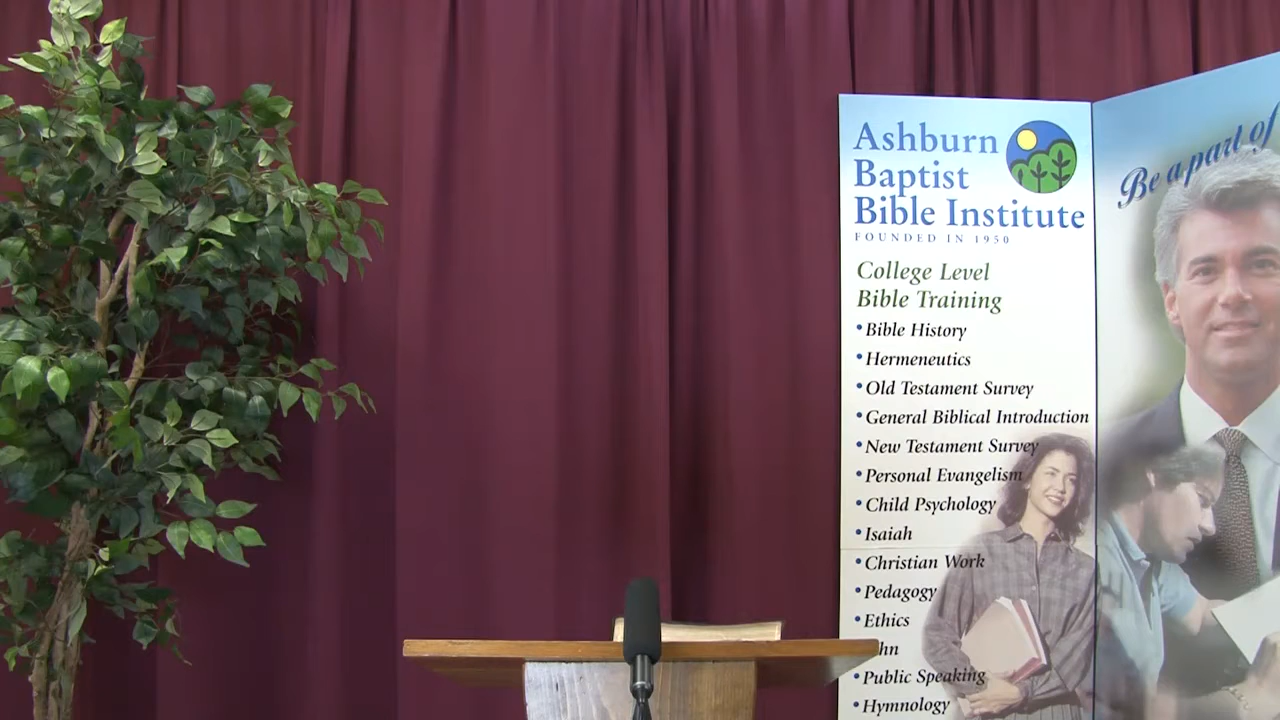 Ashburn
Baptist
Bible Institute
FOUNDED IN 1950
College Level
Bible Training
• Bible History
• Hermeneutics
• Old Testament Survey
• General Biblical Introduction
• New Testament Survey
• Personal Evangelism
• Child Psychology
• Isaiah
• Christian Work
• Pedagogy
• Ethics
hn
• Public Speaking
• Hymnology
Be a part of